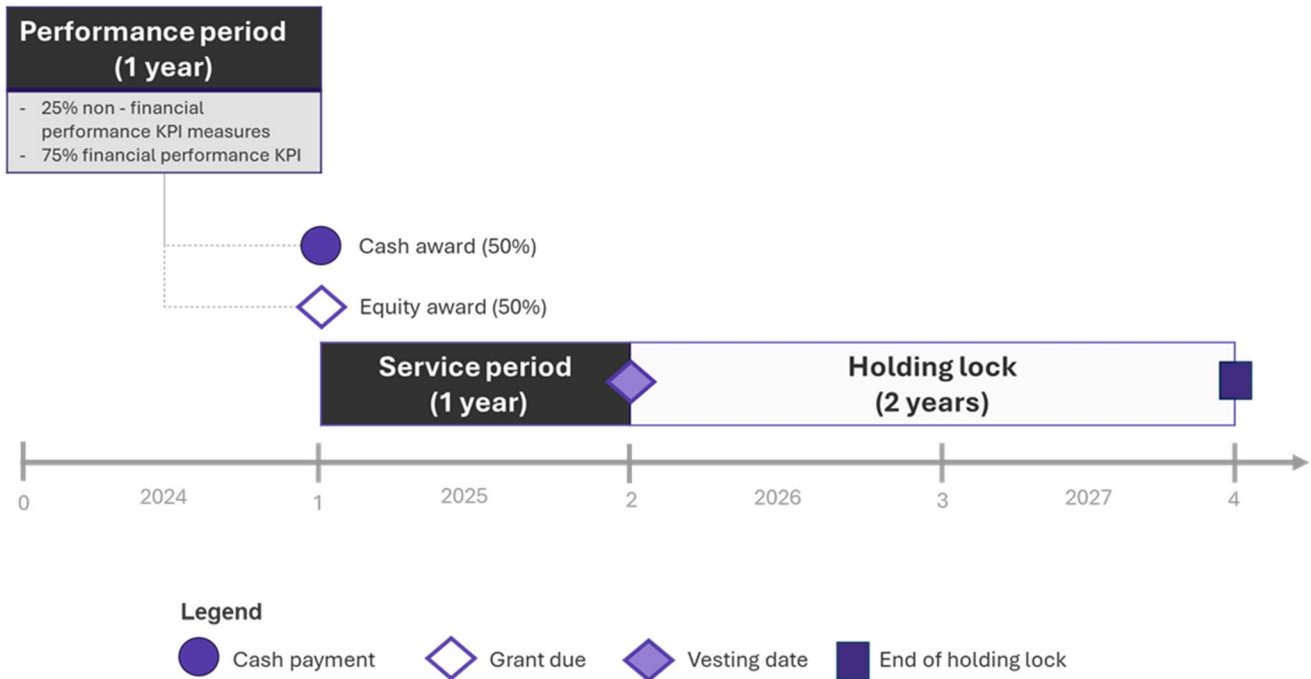 Performance period
(1 year)
- 25% non - financial
performance KPI measures
- 75% financial performance KPI
Cash award (50%)
Equity award (50%)
Service period
(1 year)
Holding lock
(2 years)
0
2024
1
2025
2
2026
3
2027
4
Legend
Cash payment
Grant due
Vesting date
End of holding lock